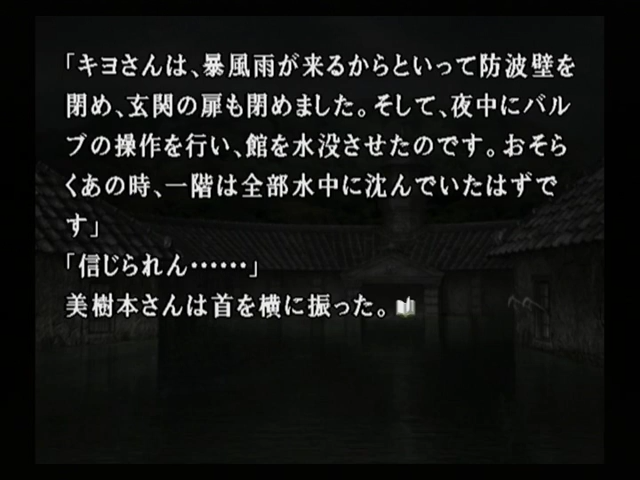 「キヨさんは、暴風雨が来るからといって防波壁を
閉め、玄関の扉も閉めました。そして、夜中にバル
ブの操作を行い、館を水没させたのです。おそら
くあの時、一階は全部水中に沈んでいたはずで
す」
「信じられん……」
美樹本さんは首を横に振った。